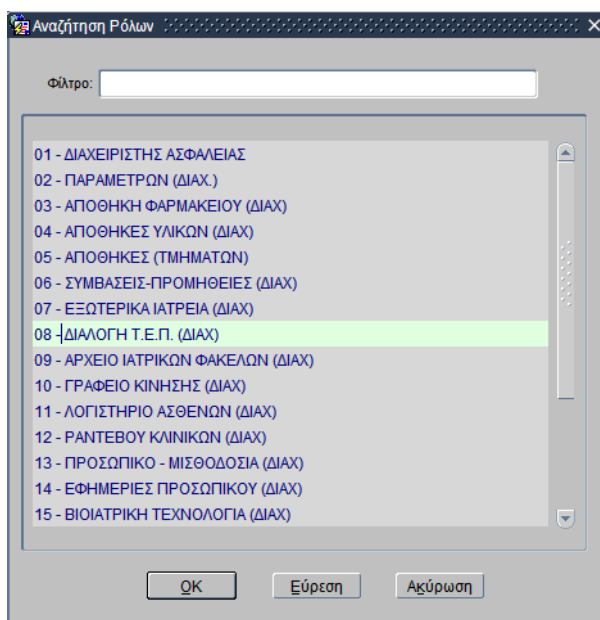 Αναζήτηση Ρόλων
Φίλτρο:
01 - ΔΙΑΧΕΙΡΙΣΤΗΣ ΑΣΦΑΛΕΙΑΣ
02 - ΠΑΡΑΜΕΤΡΩΝ (ΔΙΑΧ.)
03 - ΑΠΟΘΗΚΗ ΦΑΡΜΑΚΕΙΟΥ (ΔΙΑΧ)
04 - ΑΠΟΘΗΚΕΣ ΥΛΙΚΩΝ (ΔΙΑΧ)
05 - ΑΠΟΘΗΚΕΣ (ΤΜΗΜΑΤΩΝ)
06 - ΣΥΜΒΑΣΕΙΣ-ΠΡΟΜΗΘΕΙΕΣ (ΔΙΑΧ)
07 - ΕΞΩΤΕΡΙΚΑ ΙΑΤΡΕΙΑ (ΔΙΑΧ)
08 - ΔΙΑΛΟΓΗ Τ.Ε.Π. (ΔΙΑΧ)
09 - ΑΡΧΕΙΟ ΙΑΤΡΙΚΩΝ ΦΑΚΕΛΩΝ (ΔΙΑΧ)
10 - ΓΡΑΦΕΙΟ ΚΙΝΗΣΗΣ (ΔΙΑΧ)
11 - ΛΟΓΙΣΤΗΡΙΟ ΑΣΘΕΝΩΝ (ΔΙΑΧ)
12 - ΡΑΝΤΕΒΟΥ ΚΛΙΝΙΚΩΝ (ΔΙΑΧ)
13 - ΠΡΟΣΩΠΙΚΟ - ΜΙΣΘΟΔΟΣΙΑ (ΔΙΑΧ)
14 - ΕΦΗΜΕΡΙΕΣ ΠΡΟΣΩΠΙΚΟΥ (ΔΙΑΧ)
15 - ΒΙΟΙΑΤΡΙΚΗ ΤΕΧΝΟΛΟΓΙΑ (ΔΙΑΧ)
OK Εύρεση Ακύρωση